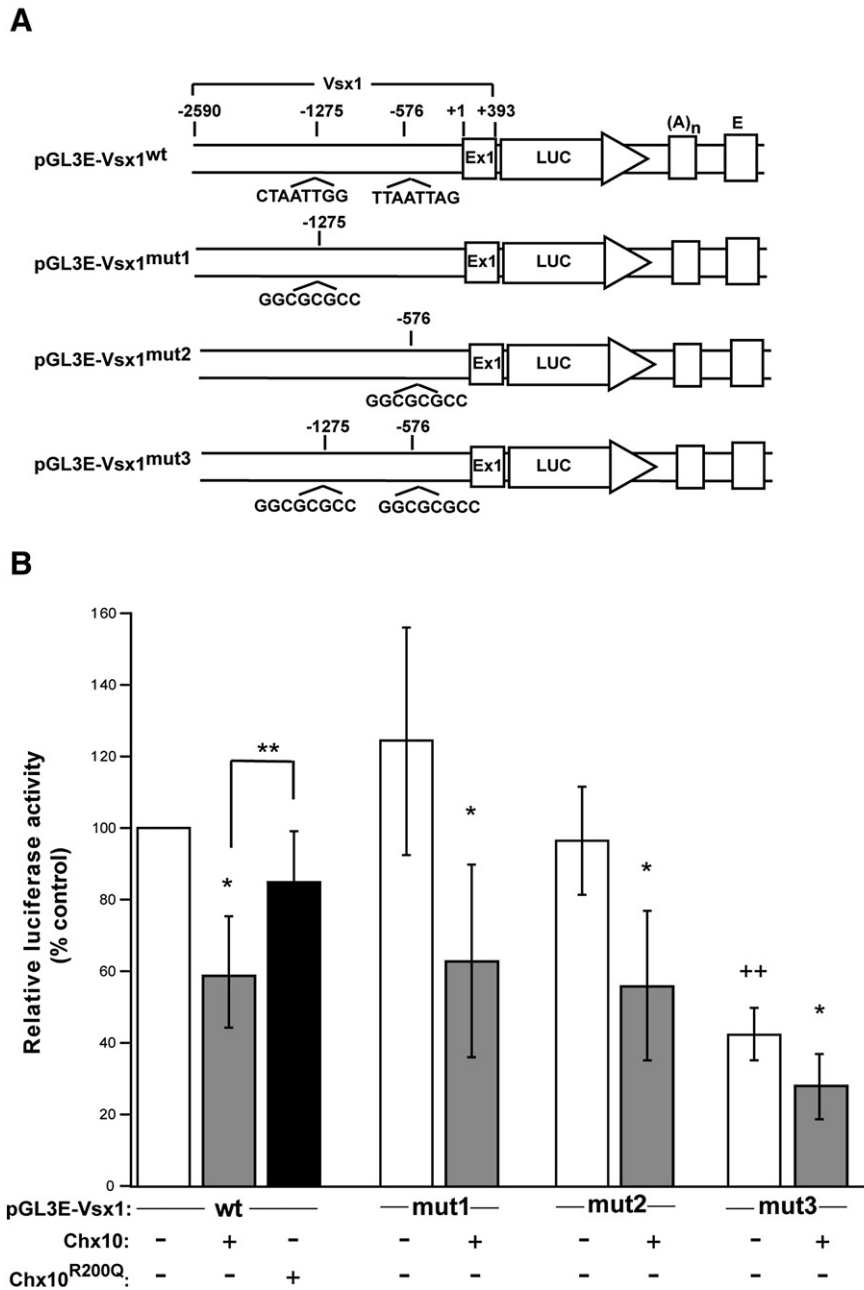 A
Vsx1
-2590 -1275 -576 +1 +393 (A)n E
pGL3E-Vsx1wt Ex1 LUC
CTAATTGG TTAATTAG
-1275
pGL3E-Vsx1mut1 Ex1 LUC
GGCGCGCC
-576
pGL3E-Vsx1mut2 Ex1 LUC
GGCGCGCC
-1275 -576
pGL3E-Vsx1mut3 Ex1 LUC
GGCGCGCC GGCGCGCC
B
Relative luciferase activity
(% control)
160
140
120
100
80
60
40
20
0
**
*
*
*
++
*
pGL3E-Vsx1: wt mut1 mut2 mut3
Chx10: - + - - + - + - +
Chx10R200Q: - - + - - - - - -